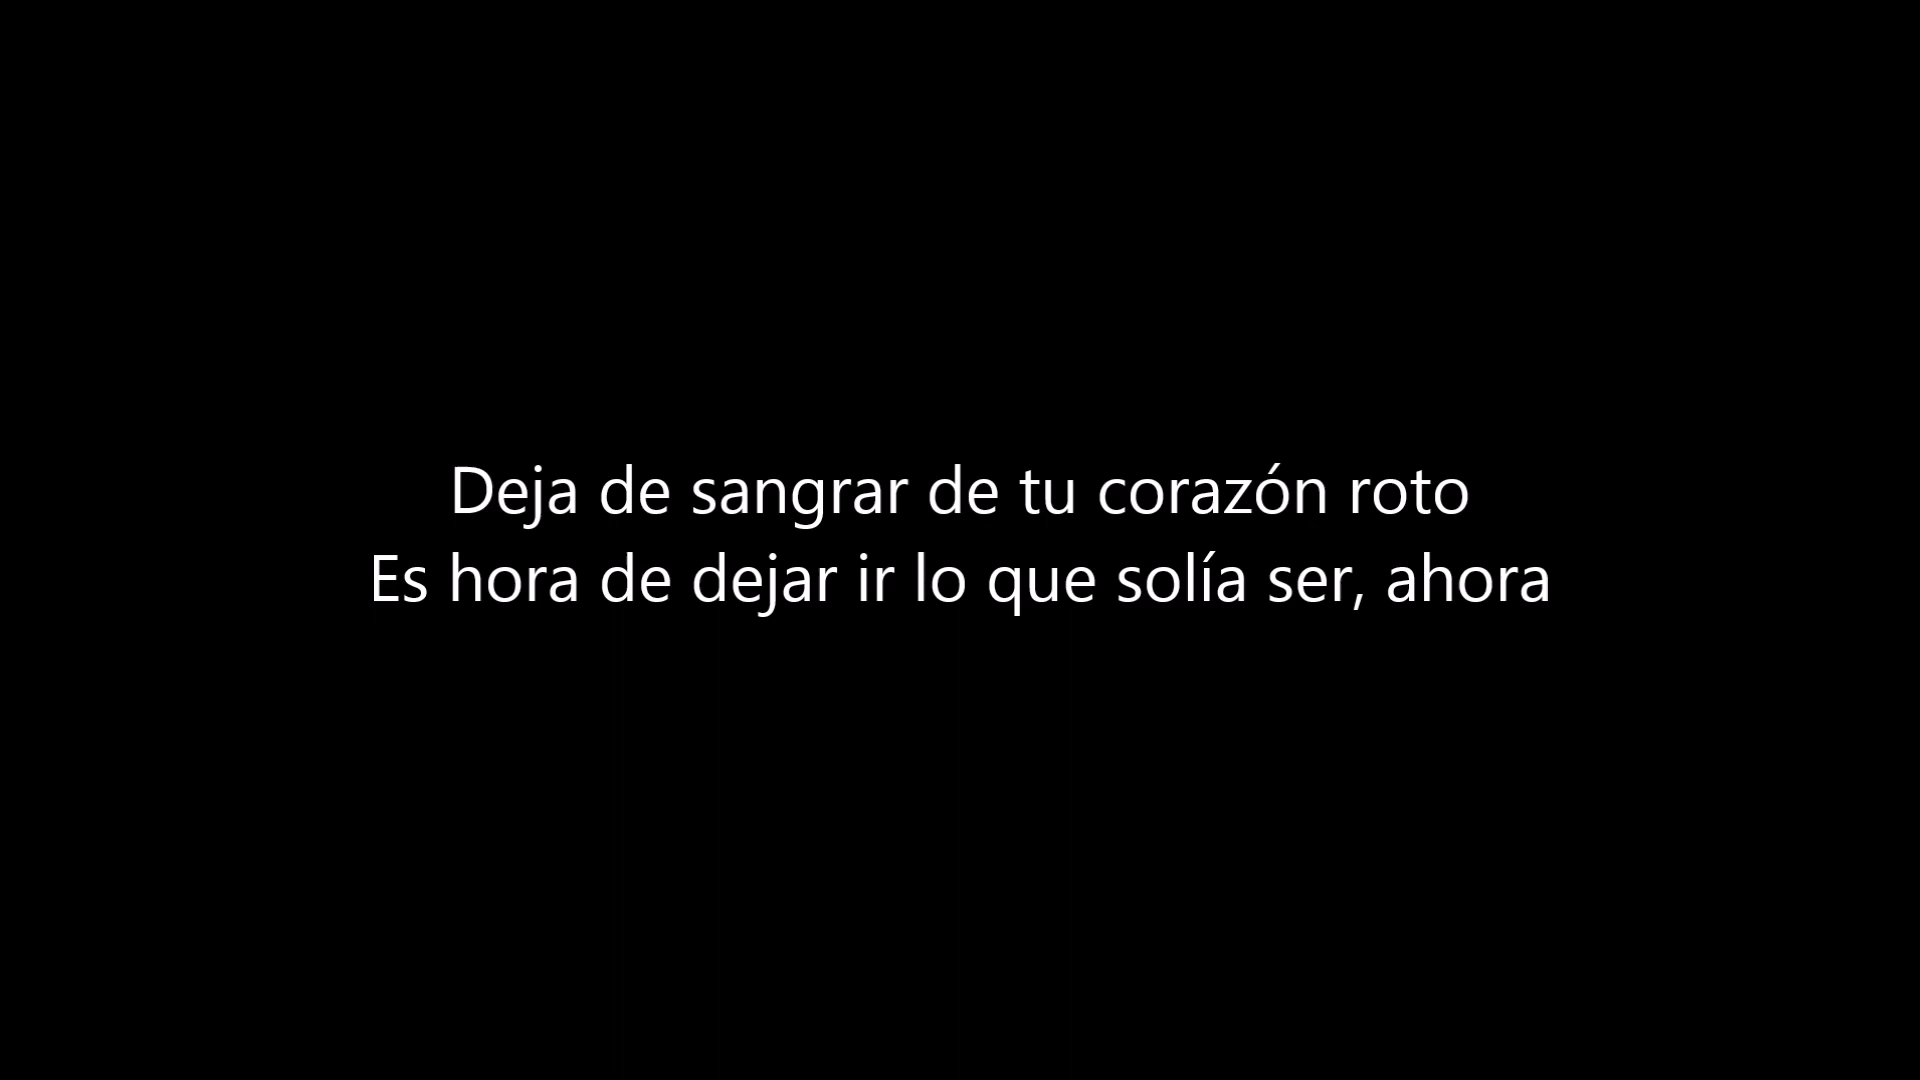 Deja de sangrar de tu corazón roto
Es hora de dejar ir lo que solía ser, ahora